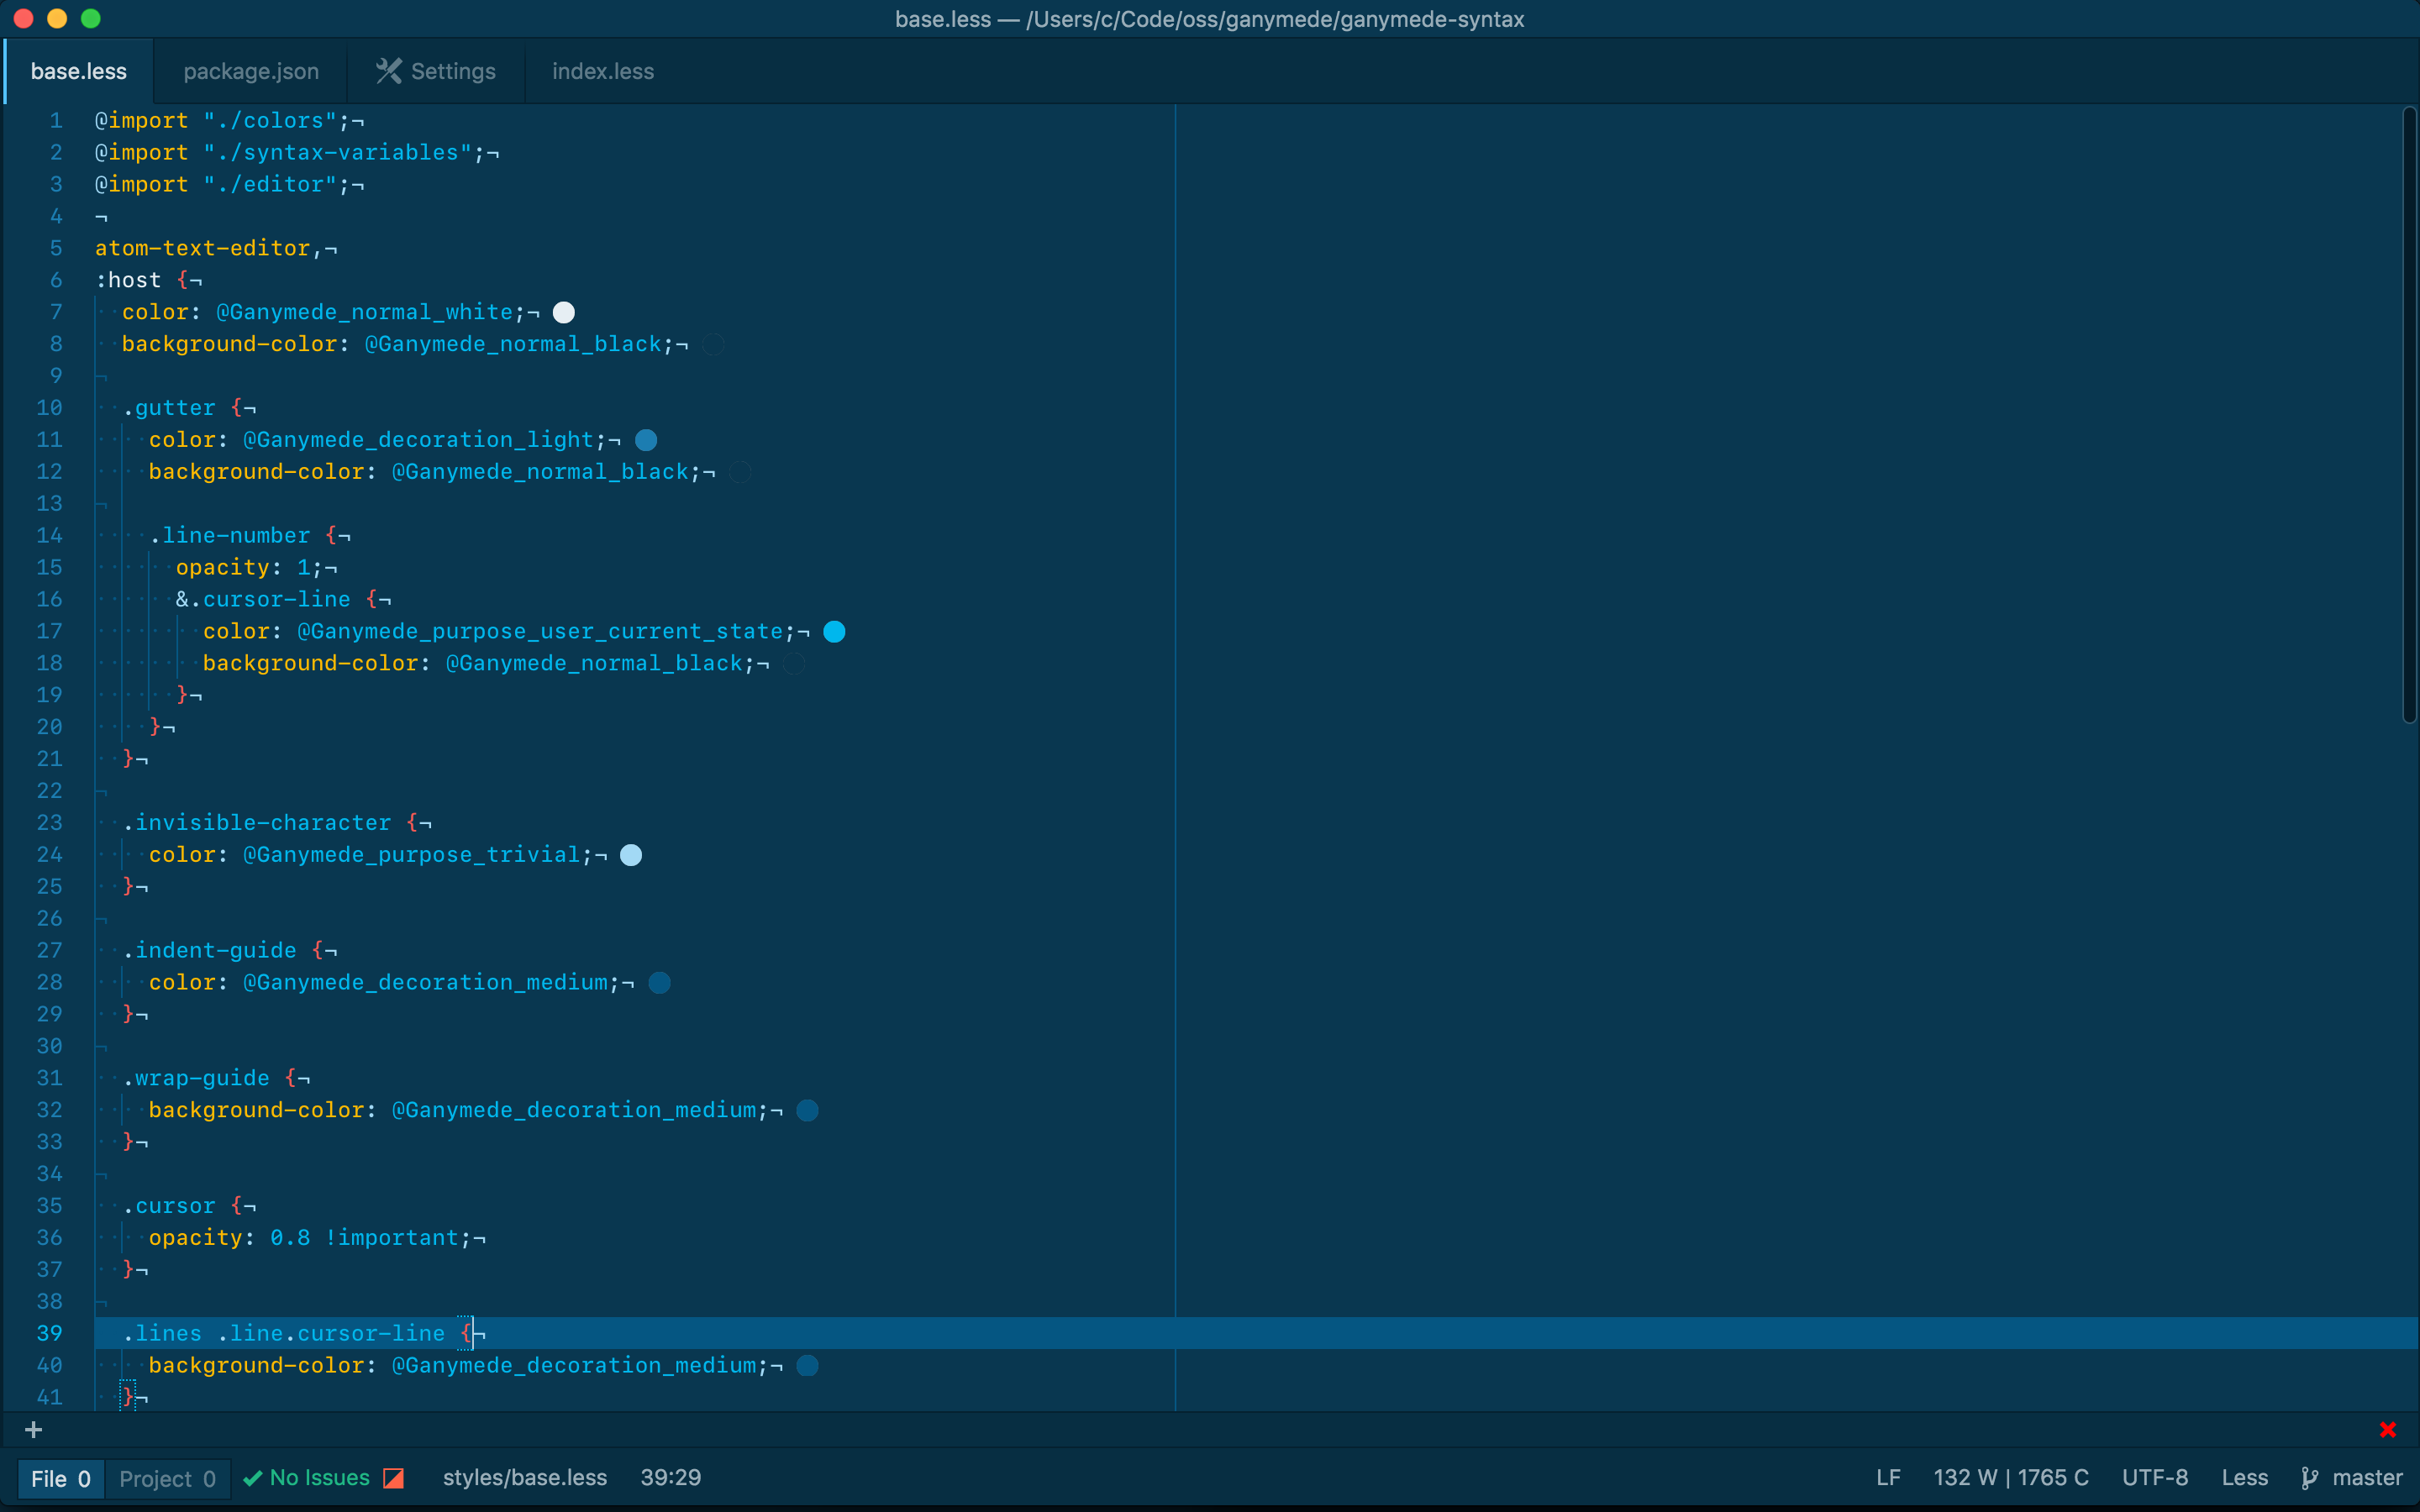 base.less — /Users/c/Code/oss/ganymede/ganymede-syntax
base.less package.json Settings index.less
1 @import "./colors";¬
2 @import "./syntax-variables";¬
3 @import "./editor";¬
4 ¬
5 atom-text-editor,¬
6 :host {¬
7 ··color: @Ganymede_normal_white;¬
8 ··background-color: @Ganymede_normal_black;¬
9 ¬
10 ··.gutter {¬
11 ····color: @Ganymede_decoration_light;¬
12 ····background-color: @Ganymede_normal_black;¬
13 ¬
14 ····.line-number {¬
15 ······opacity: 1;¬
16 ······&.cursor-line {¬
17 ········color: @Ganymede_purpose_user_current_state;¬
18 ········background-color: @Ganymede_normal_black;¬
19 ······}¬
20 ····}¬
21 ··}¬
22 ¬
23 ··.invisible-character {¬
24 ····color: @Ganymede_purpose_trivial;¬
25 ··}¬
26 ¬
27 ··.indent-guide {¬
28 ····color: @Ganymede_decoration_medium;¬
29 ··}¬
30 ¬
31 ··.wrap-guide {¬
32 ····background-color: @Ganymede_decoration_medium;¬
33 ··}¬
34 ¬
35 ··.cursor {¬
36 ····opacity: 0.8 !important;¬
37 ··}¬
38 ¬
39 .lines .line.cursor-line {¬
40 ····background-color: @Ganymede_decoration_medium;¬
41 ··}¬
File 0 Project 0 No Issues styles/base.less 39:29 LF 132 W | 1765 C UTF-8 Less master